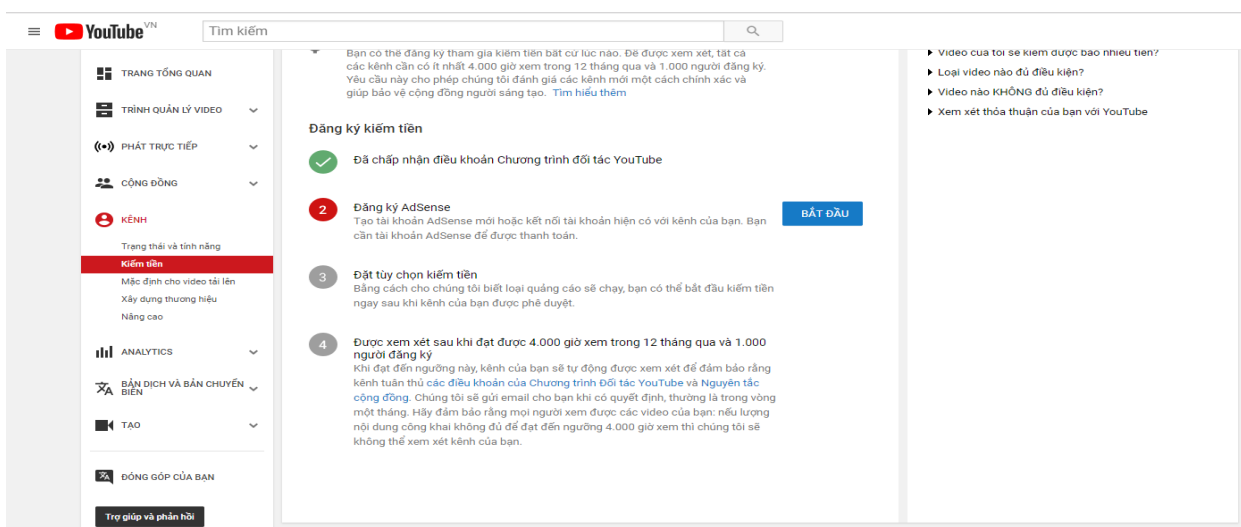 YouTube VN
Tìm kiếm
TRANG TỔNG QUAN
TRÌNH QUẢN LÝ VIDEO
PHÁT TRỰC TIẾP
CỘNG ĐỒNG
KÊNH
Trạng thái và tính năng
Kiếm tiền
Mặc định cho video tải lên
Xây dựng thương hiệu
Nâng cao
ANALYTICS
BẢN DỊCH VÀ BẢN CHUYỂN
BIÊN
TẠO
ĐÓNG GÓP CỦA BẠN
Trợ giúp và phản hồi
Bạn có thể đăng ký tham gia kiếm tiền bất cứ lúc nào. Để được xem xét, tất cả
các kênh cần có ít nhất 4.000 giờ xem trong 12 tháng qua và 1.000 người đăng ký.
Yêu cầu này cho phép chúng tôi đánh giá các kênh mới một cách chính xác và
giúp bảo vệ cộng đồng người sáng tạo. Tìm hiểu thêm
Đăng ký kiếm tiền
Đã chấp nhận điều khoản Chương trình đối tác YouTube
2
Đăng ký AdSense
Tạo tài khoản AdSense mới hoặc kết nối tài khoản hiện có với kênh của bạn. Bạn
cần tài khoản AdSense để được thanh toán.
BẮT ĐẦU
3
Đặt tùy chọn kiếm tiền
Bằng cách cho chúng tôi biết loại quảng cáo sẽ chạy, bạn có thể bắt đầu kiếm tiền
ngay sau khi kênh của bạn được phê duyệt.
4
Được xem xét sau khi đạt được 4.000 giờ xem trong 12 tháng qua và 1.000
người đăng ký
Khi đạt đến ngưỡng này, kênh của bạn sẽ tự động được xem xét để đảm bảo rằng
kênh tuân thủ các điều khoản của Chương trình Đối tác YouTube và Nguyên tắc
cộng đồng. Chúng tôi sẽ gửi email cho bạn khi có quyết định, thường là trong vòng
một tháng. Hãy đảm bảo rằng mọi người xem được các video của bạn: nếu lượng
nội dung công khai không đủ để đạt đến ngưỡng 4.000 giờ xem thì chúng tôi sẽ
không thể xem xét kênh của bạn.
Video của tôi sẽ kiếm được bao nhiêu tiền?
Loại video nào đủ điều kiện?
Video nào KHÔNG đủ điều kiện?
Xem xét thỏa thuận của bạn với YouTube